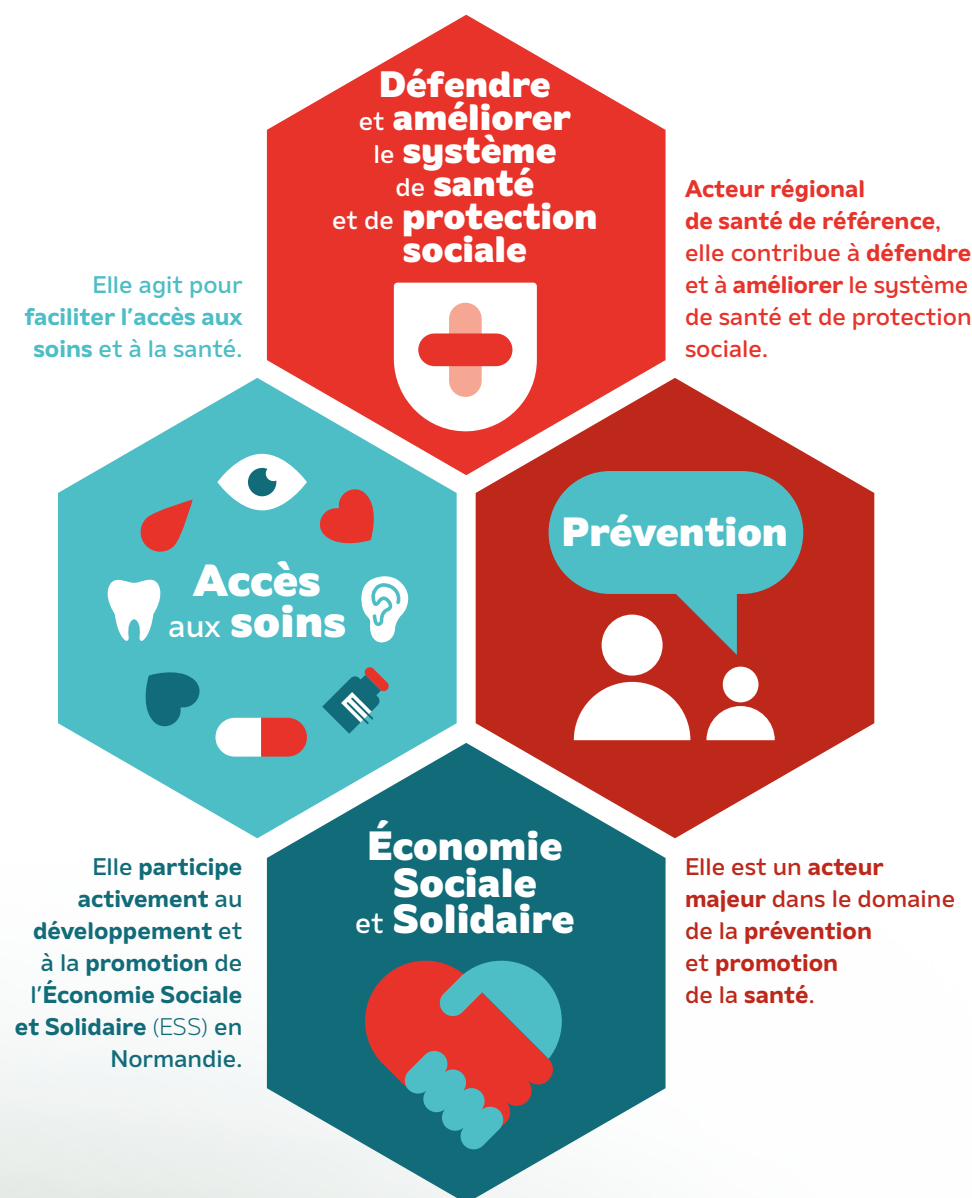 Défendre
et améliorer
le système
de santé
et de protection
sociale
Acteur régional
de santé de référence,
elle contribue à défendre
et à améliorer le système
de santé et de protection
sociale.
Elle agit pour
faciliter l'accès aux
soins et à la santé.
Accès
aux soins
Prévention
Économie
Sociale
et Solidaire
Elle participe
activement au
développement et
à la promotion de
l'Économie Sociale
et Solidaire (ESS) en
Normandie.
Elle est un acteur
majeur dans le domaine
de la prévention
et promotion
de la santé.